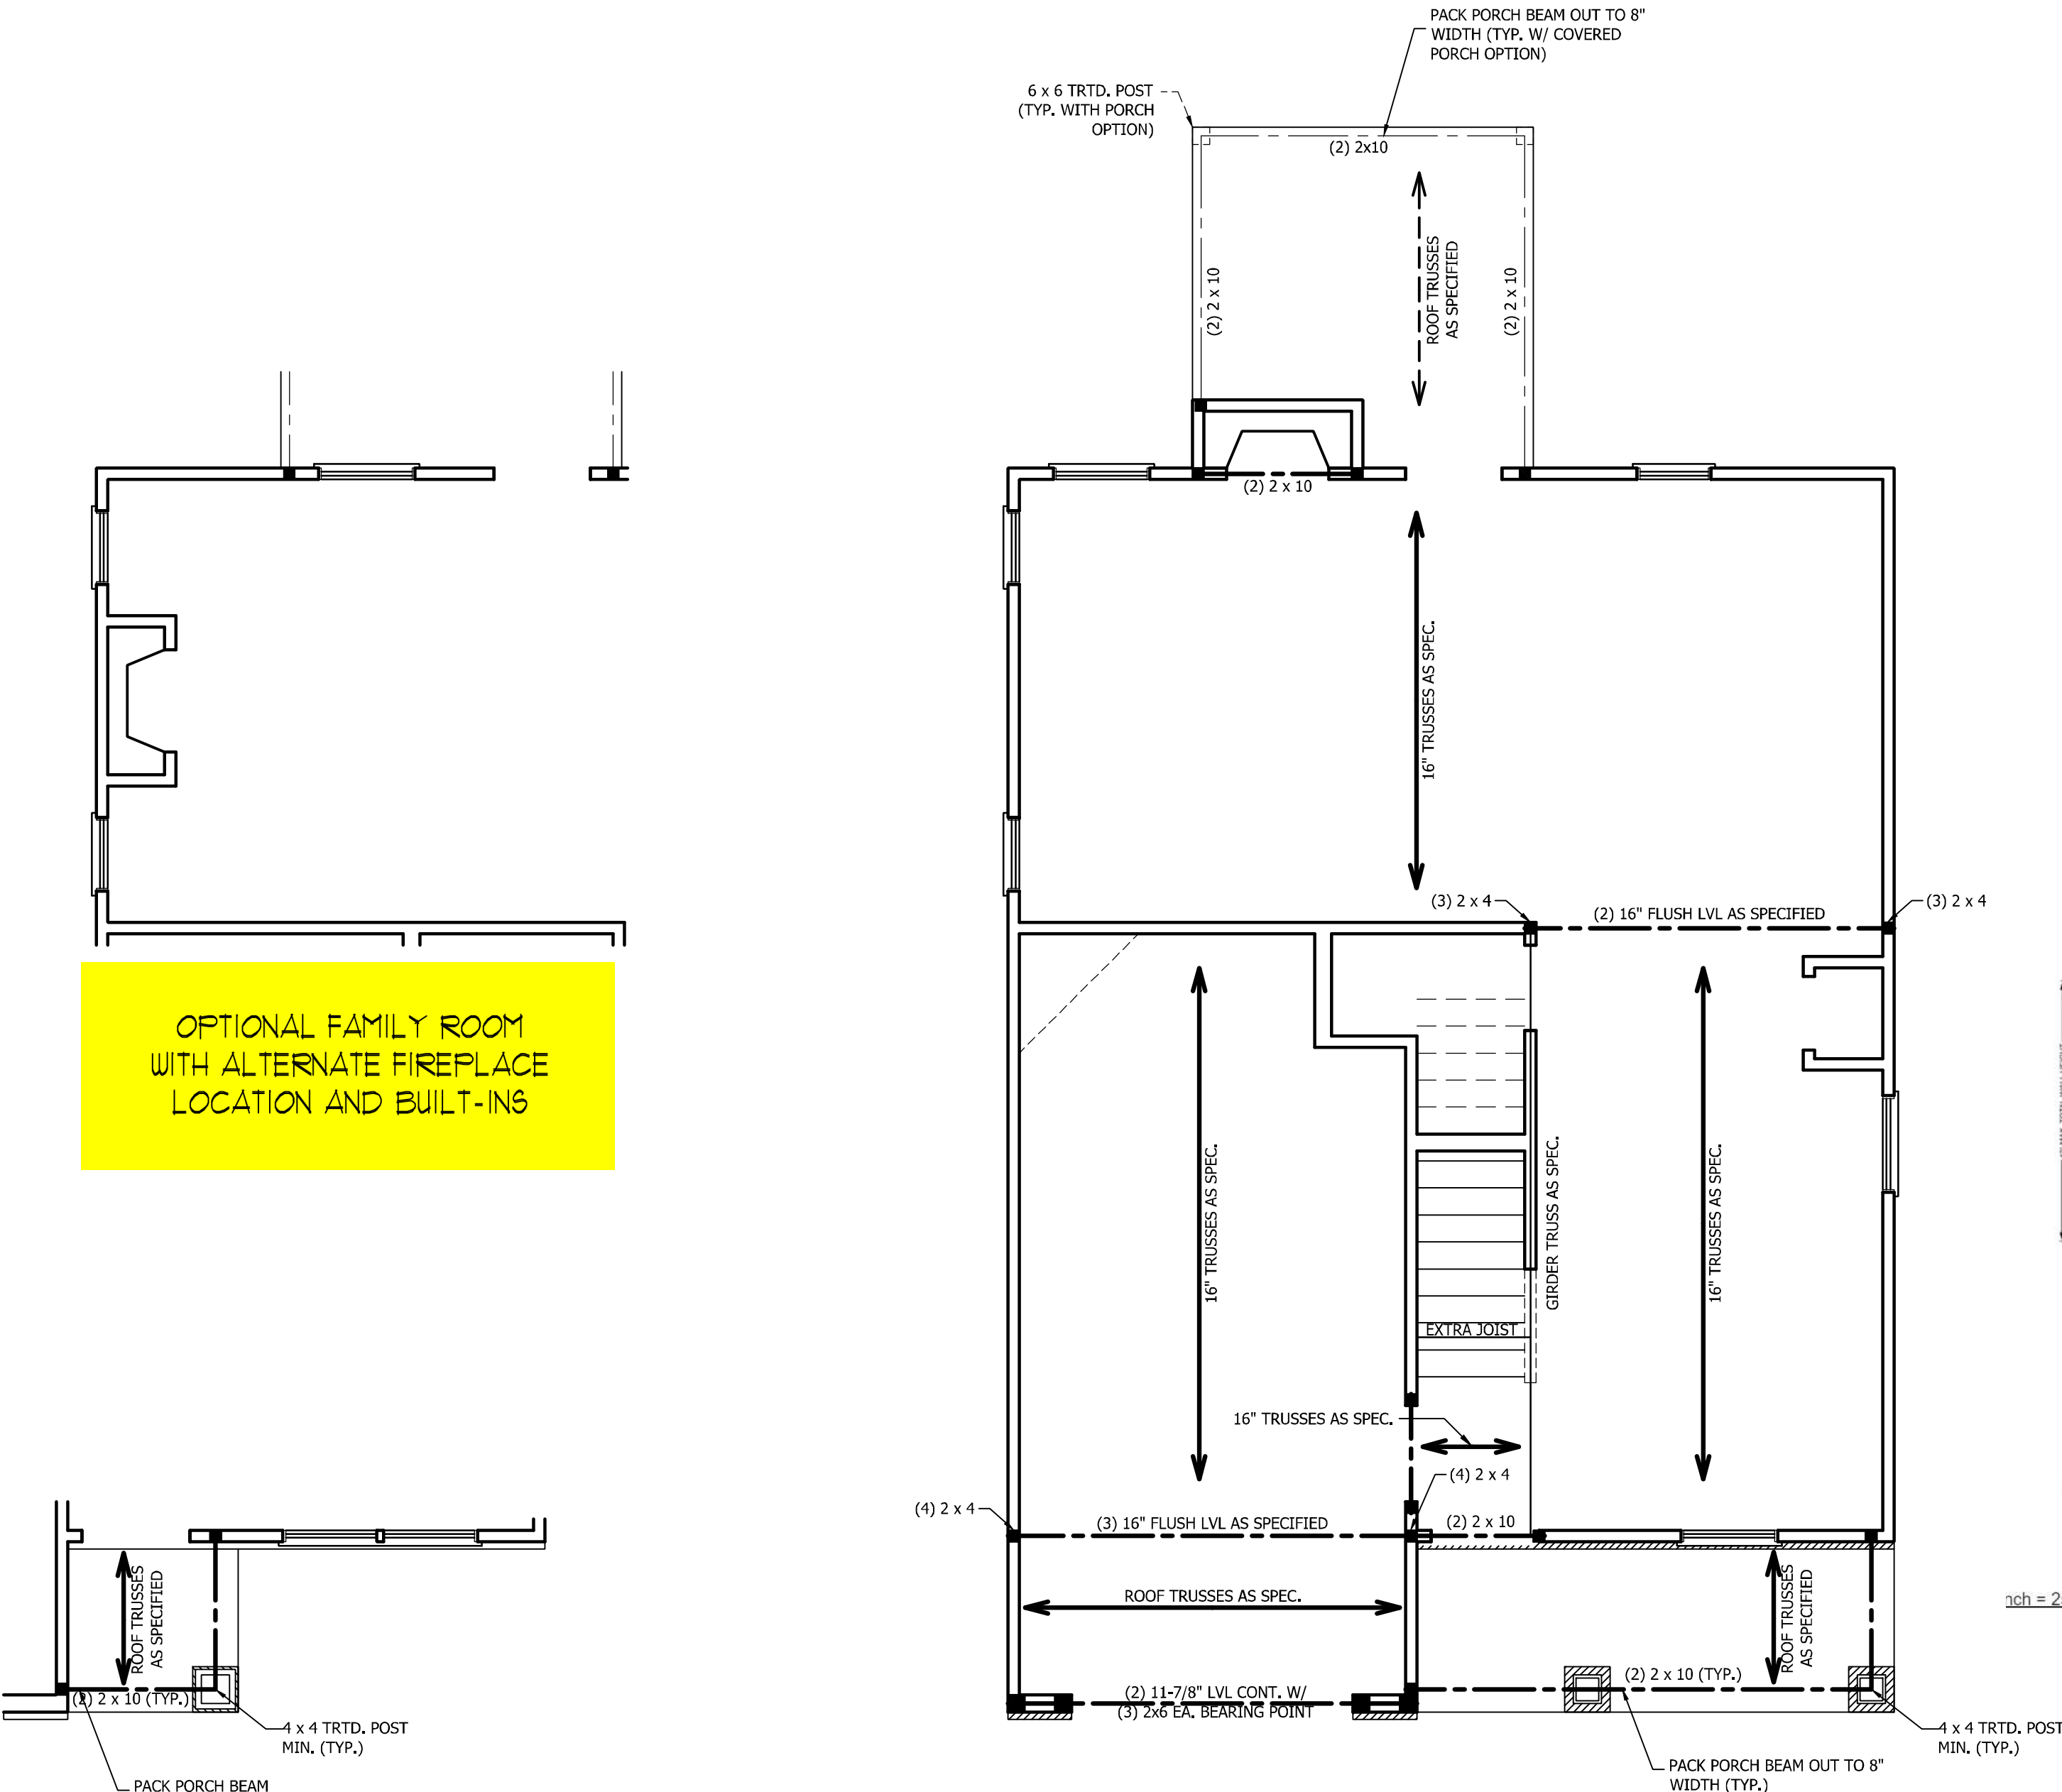 PACK PORCH BEAM OUT TO 8"
WIDTH (TYP. W/ COVERED
PORCH OPTION)
6 x 6 TRTD. POST
(TYP. WITH PORCH
OPTION)
(2) 2x10
(2) 2 x 10
ROOF TRUSSES
AS SPECIFIED
(2) 2 x 10
(2) 2 x 10
16" TRUSSES AS SPEC.
(3) 2 x 4
(2) 16" FLUSH LVL AS SPECIFIED
(3) 2 x 4
OPTIONAL FAMILY ROOM
WITH ALTERNATE FIREPLACE
LOCATION AND BUILT-INS
16" TRUSSES AS SPEC.
GIRDER TRUSS AS SPEC.
16" TRUSSES AS SPEC.
EXTRA JOIST
16" TRUSSES AS SPEC.
(4) 2 x 4
(4) 2 x 4
(3) 16" FLUSH LVL AS SPECIFIED
(2) 2 x 10
ROOF TRUSSES
AS SPECIFIED
ROOF TRUSSES AS SPEC.
ROOF TRUSSES
AS SPECIFIED
nch = 2
(2) 2 x 10 (TYP.)
(2) 11-7/8" LVL CONT. W/
(3) 2x6 EA. BEARING POINT
(2) 2 x 10 (TYP.)
4 x 4 TRTD. POST
MIN. (TYP.)
4 x 4 TRTD. POST
MIN. (TYP.)
PACK PORCH BEAM
PACK PORCH BEAM OUT TO 8"
WIDTH (TYP.)